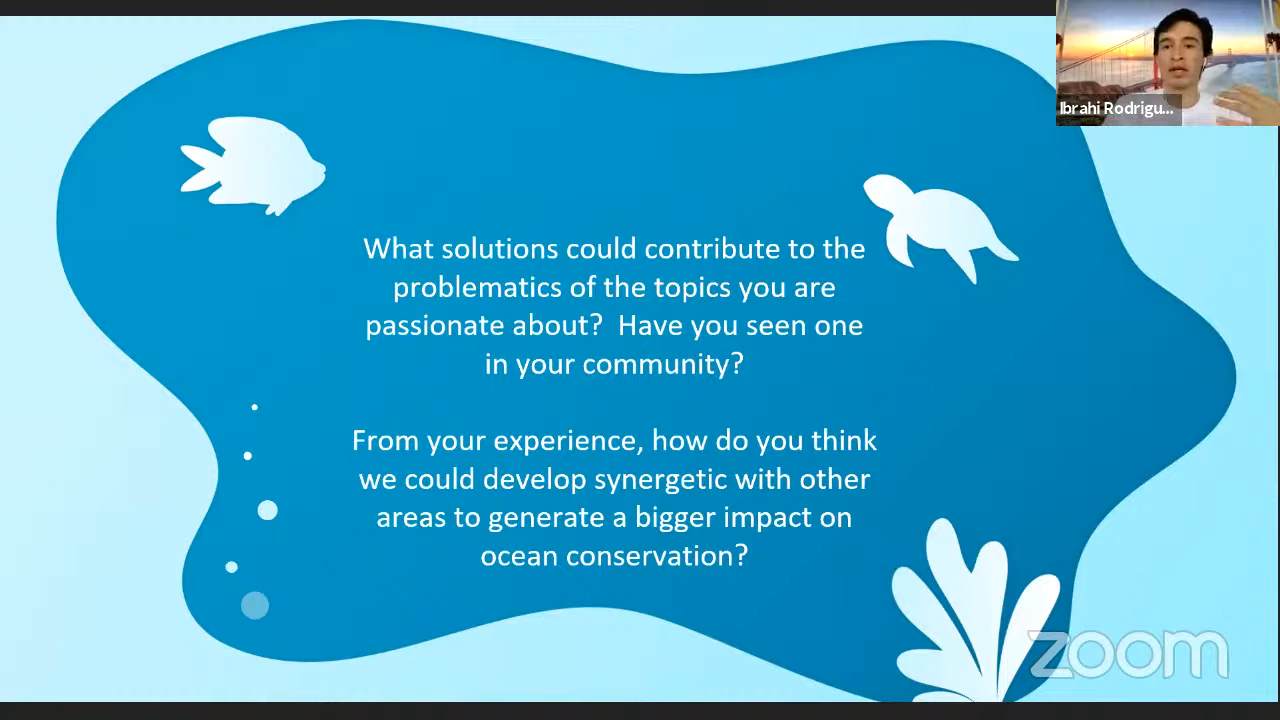 Ibrahi Rodrigu...
What solutions could contribute to the
problematics of the topics you are
passionate about?  Have you seen one
in your community?
From your experience, how do you think
we could develop synergetic with other
areas to generate a bigger impact on
ocean conservation?
zoom